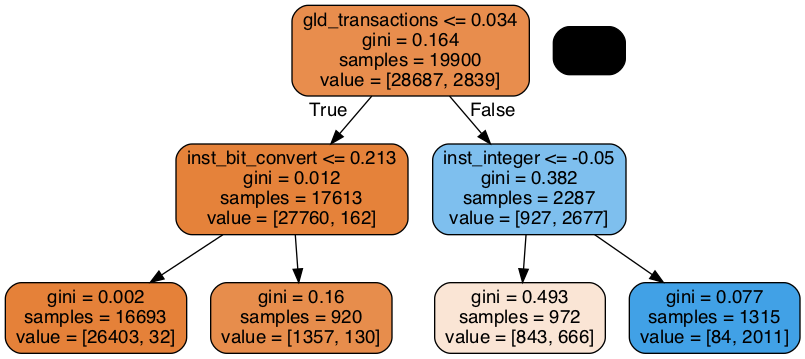 gld_transactions <= 0.034
gini = 0.164
samples = 19900
value = [28687, 2839]
True
False
inst_bit_convert <= 0.213
gini = 0.012
samples = 17613
value = [27760, 162]
inst_integer <= -0.05
gini = 0.382
samples = 2287
value = [927, 2677]
gini = 0.002
samples = 16693
value = [26403, 32]
gini = 0.16
samples = 920
value = [1357, 130]
gini = 0.493
samples = 972
value = [843, 666]
gini = 0.077
samples = 1315
value = [84, 2011]